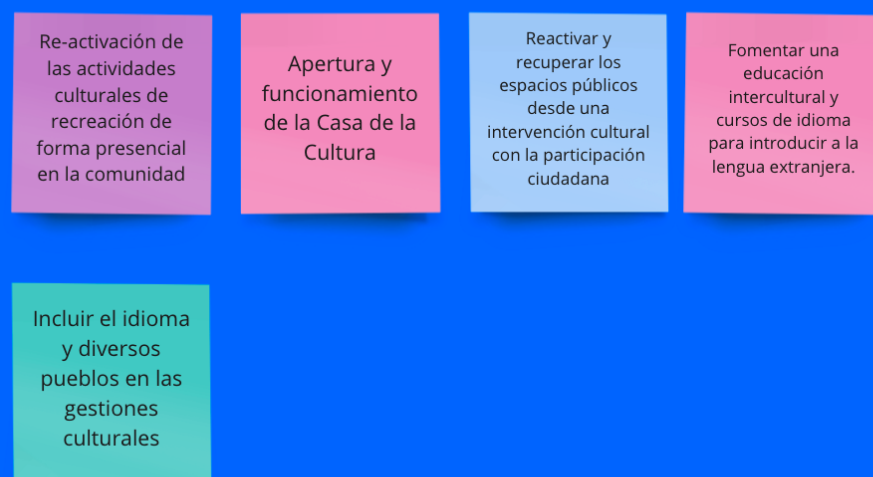 Re-activación de
las actividades
culturales de
recreación de
forma presencial
en la comunidad
Apertura y
funcionamiento
de la Casa de la
Cultura
Reactivar y
recuperar los
espacios públicos
desde una
intervención cultural
con la participación
ciudadana
Fomentar una
educación
intercultural y
cursos de idioma
para introducir a la
lengua extranjera.
Incluir el idioma
y diversos
pueblos en las
gestiones
culturales